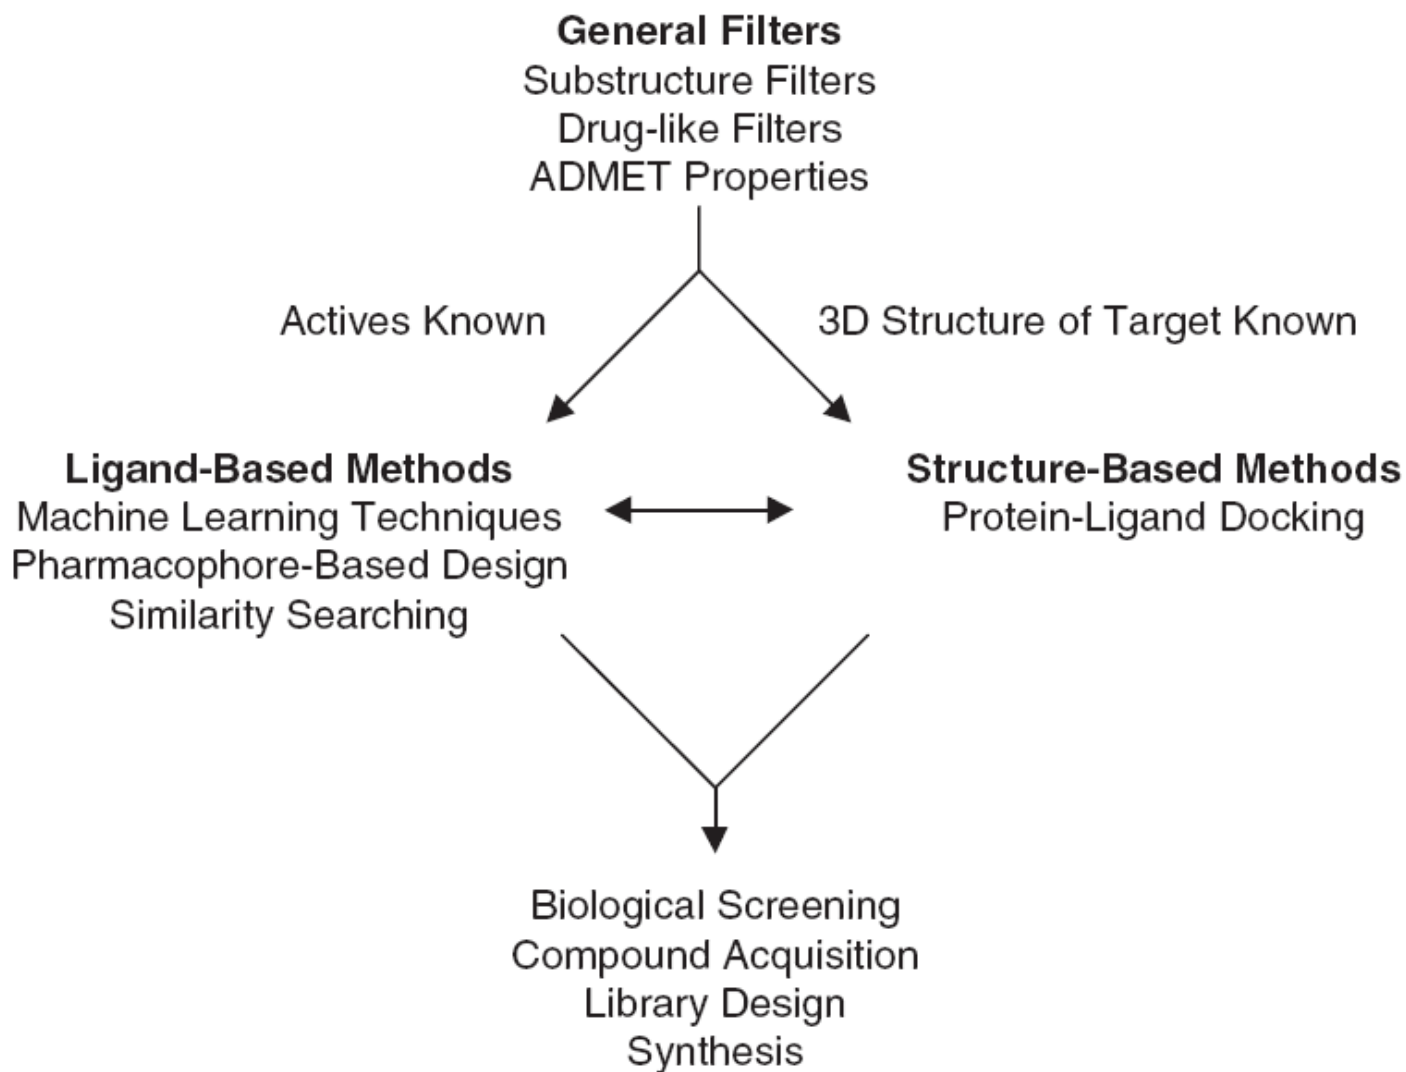 General Filters
Substructure Filters
Drug-like Filters
ADMET Properties
Actives Known
3D Structure of Target Known
Ligand-Based Methods
Machine Learning Techniques
Pharmacophore-Based Design
Similarity Searching
Structure-Based Methods
Protein-Ligand Docking
Biological Screening
Compound Acquisition
Library Design
Synthesis